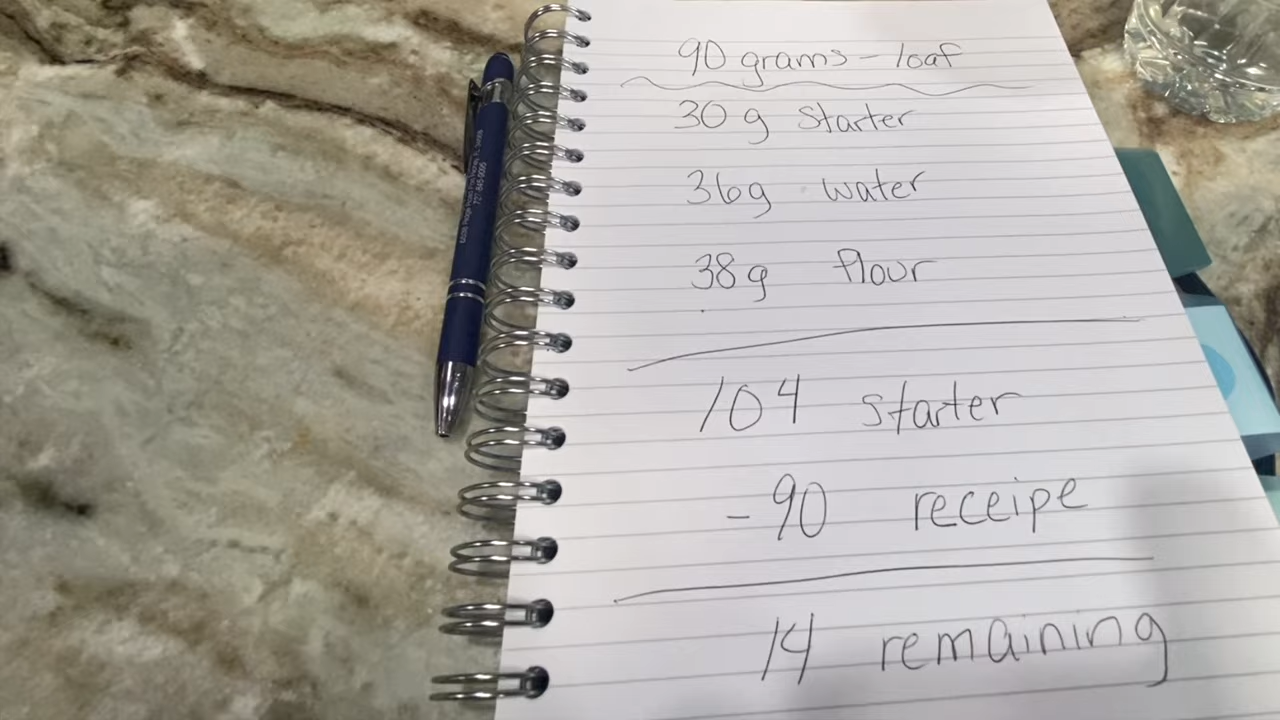 90 grams - loaf
30 g starter
36g water
38g flour
104 starter
- 90 receipe
14 remaining